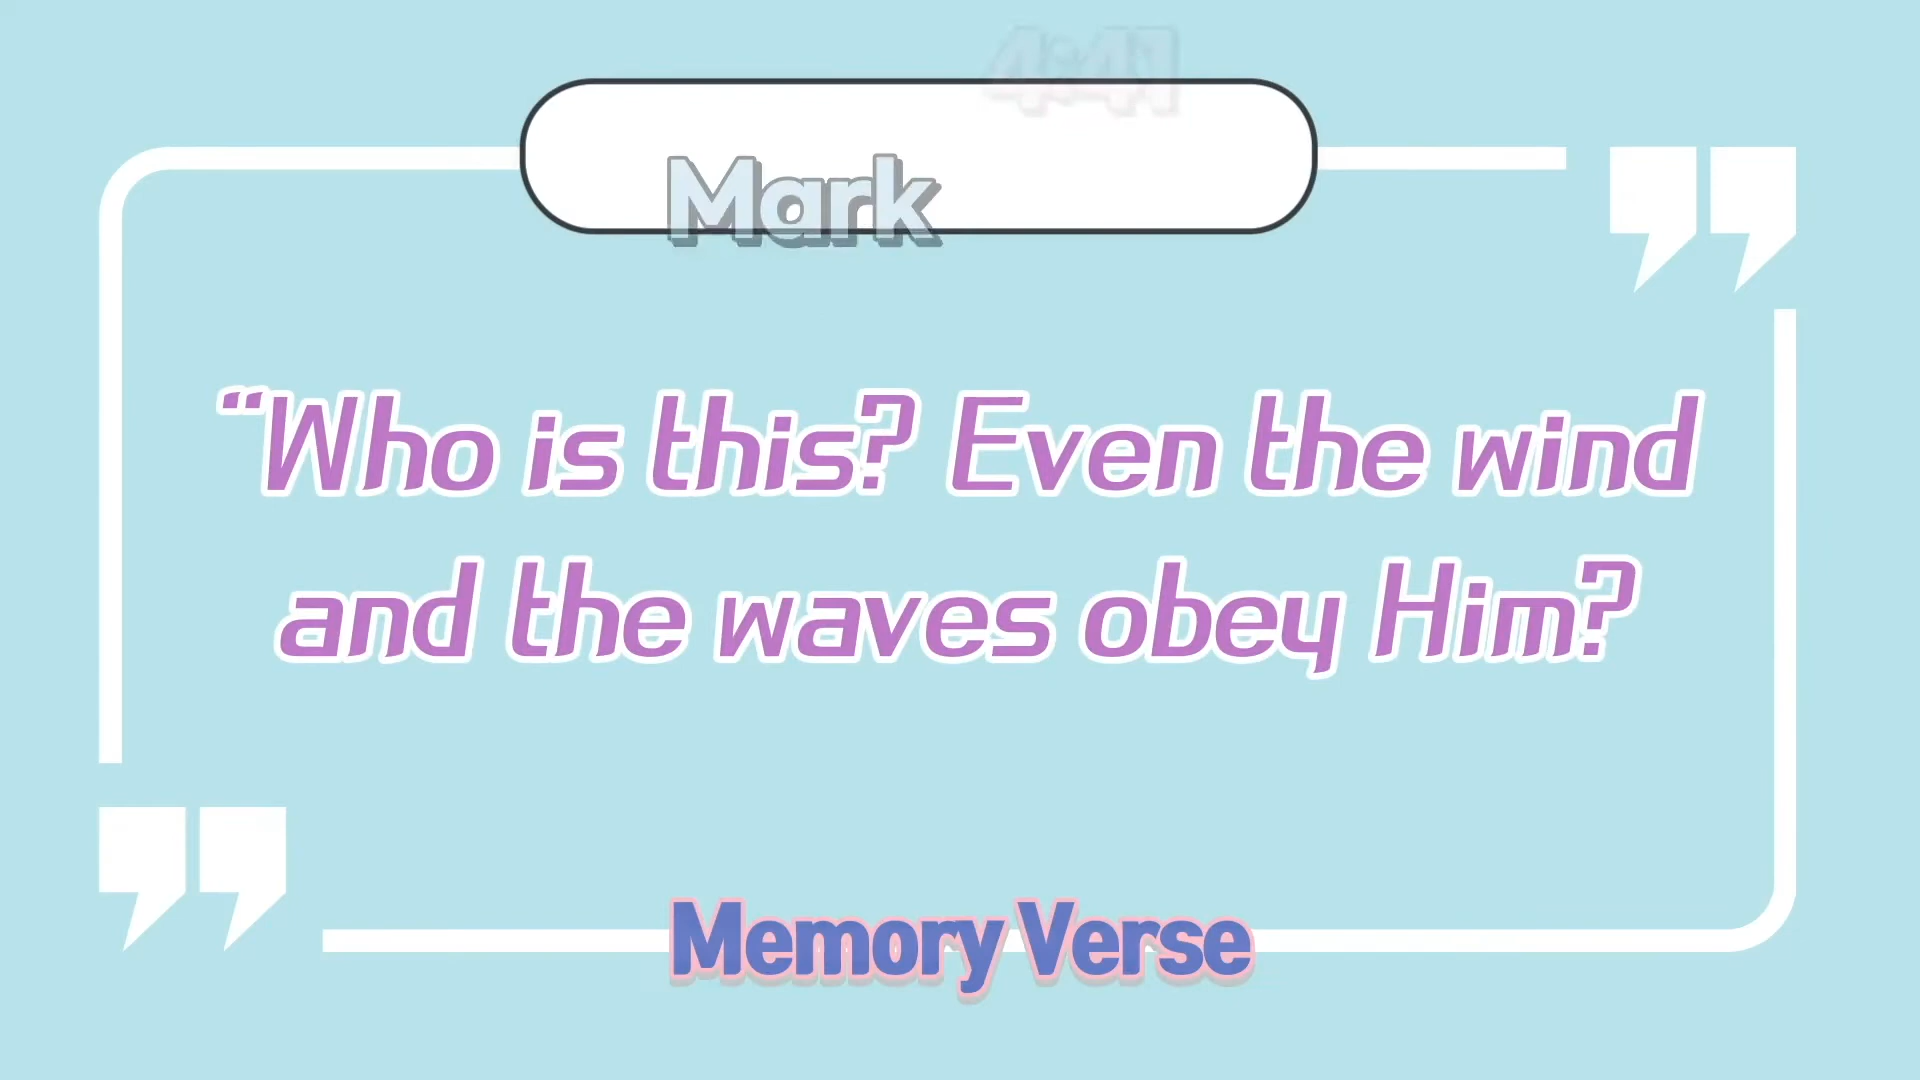 4:41
Mark
“Who is this? Even the wind
and the waves obey Him?
Memory Verse